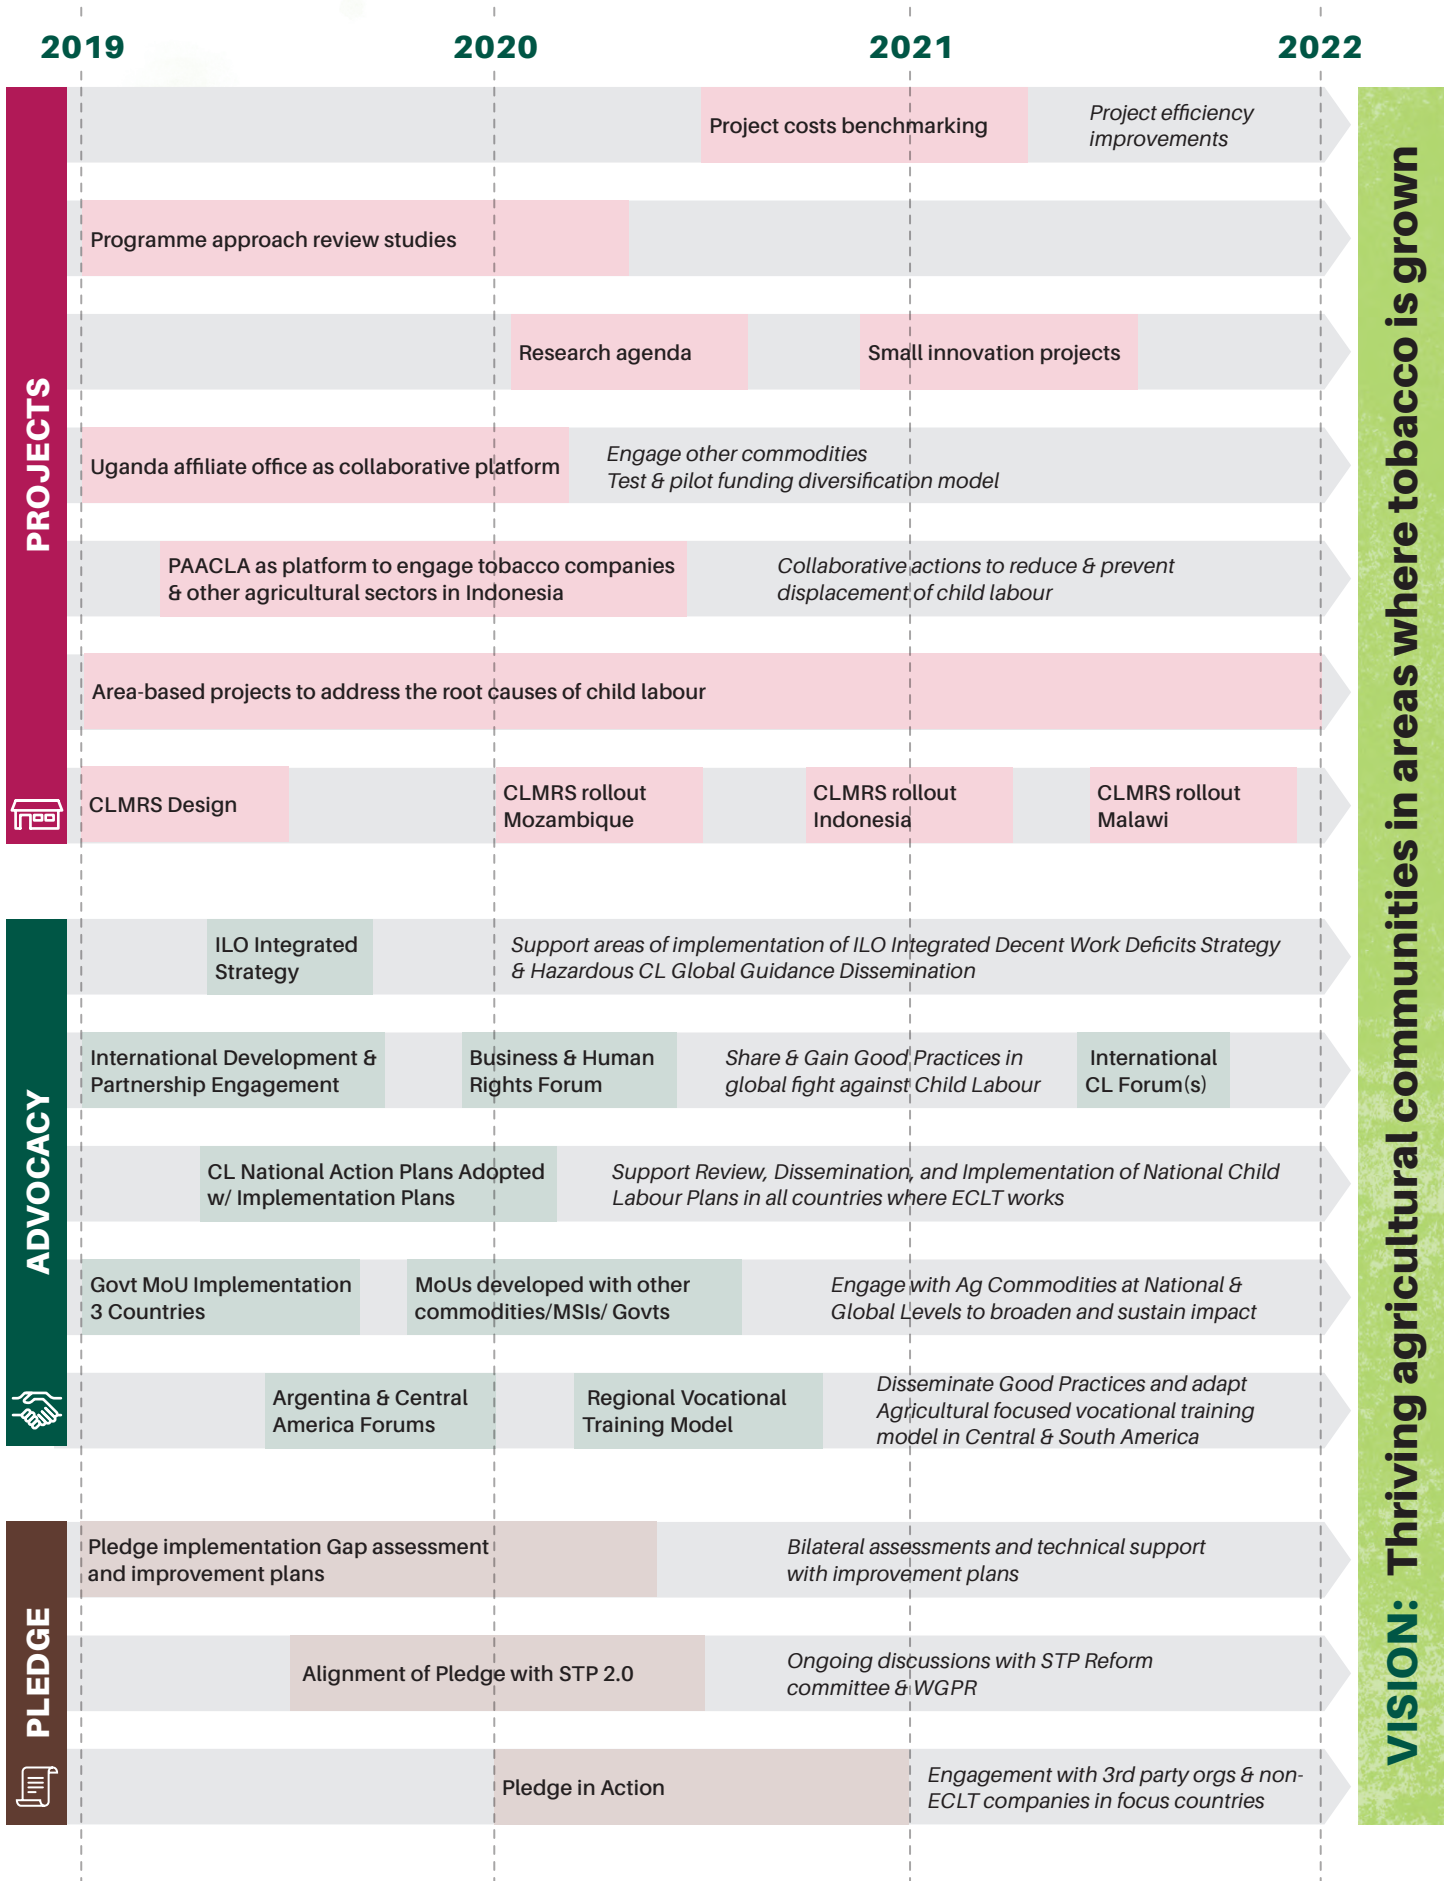 2019 2020 2021 2022
PROJECTS
Project costs benchmarking
Project efficiency
improvements
Programme approach review studies
Research agenda
Small innovation projects
Uganda affiliate office as collaborative platform
Engage other commodities
Test & pilot funding diversification model
PAACLA as platform to engage tobacco companies
& other agricultural sectors in Indonesia
Collaborative actions to reduce & prevent
displacement of child labour
Area-based projects to address the root causes of child labour
CLMRS Design
CLMRS rollout
Mozambique
CLMRS rollout
Indonesia
CLMRS rollout
Malawi
ADVOCACY
ILO Integrated
Strategy
Support areas of implementation of ILO Integrated Decent Work Deficits Strategy
& Hazardous CL Global Guidance Dissemination
International Development &
Partnership Engagement
Business & Human
Rights Forum
Share & Gain Good Practices in
global fight against Child Labour
International
CL Forum(s)
CL National Action Plans Adopted
w/ Implementation Plans
Support Review, Dissemination, and Implementation of National Child
Labour Plans in all countries where ECLT works
Govt MoU Implementation
3 Countries
MoUs developed with other
commodities/MSIs/ Govts
Engage with Ag Commodities at National &
Global Levels to broaden and sustain impact
Argentina & Central
America Forums
Regional Vocational
Training Model
Disseminate Good Practices and adapt
Agricultural focused vocational training
model in Central & South America
PLEDGE
Pledge implementation Gap assessment
and improvement plans
Bilateral assessments and technical support
with improvement plans
Alignment of Pledge with STP 2.0
Ongoing discussions with STP Reform
committee & WGPR
Pledge in Action
Engagement with 3rd party orgs & non-
ECLT companies in focus countries
VISION: Thriving agricultural communities in areas where tobacco is grown